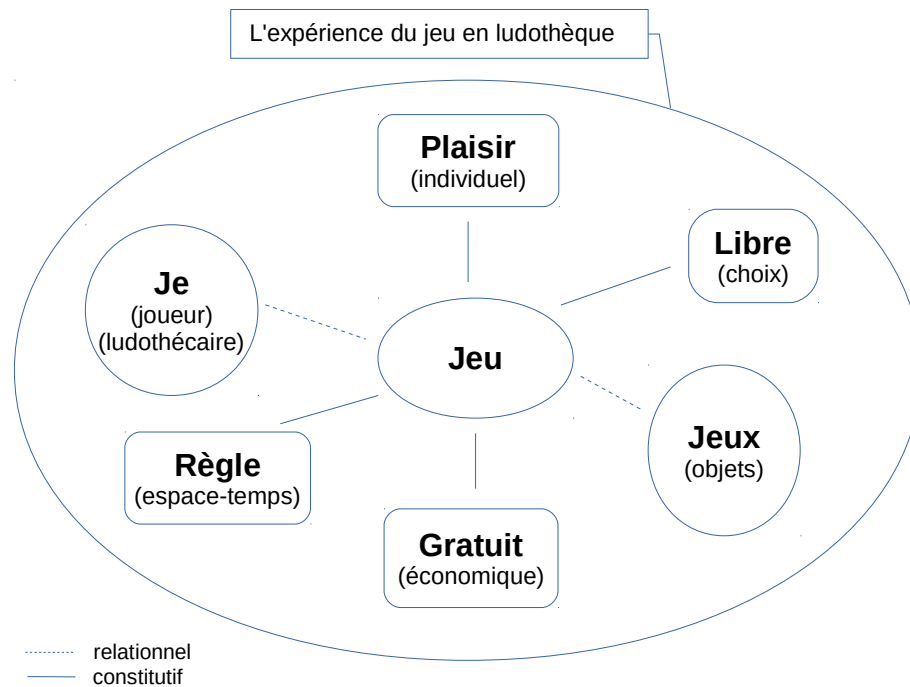 L'expérience du jeu en ludothèque
Plaisir
(individuel)
Libre
(choix)
Je
(joueur)
(ludothécaire)
Jeu
Jeux
(objets)
Règle
(espace-temps)
Gratuit
(économique)
relationnel
constitutif